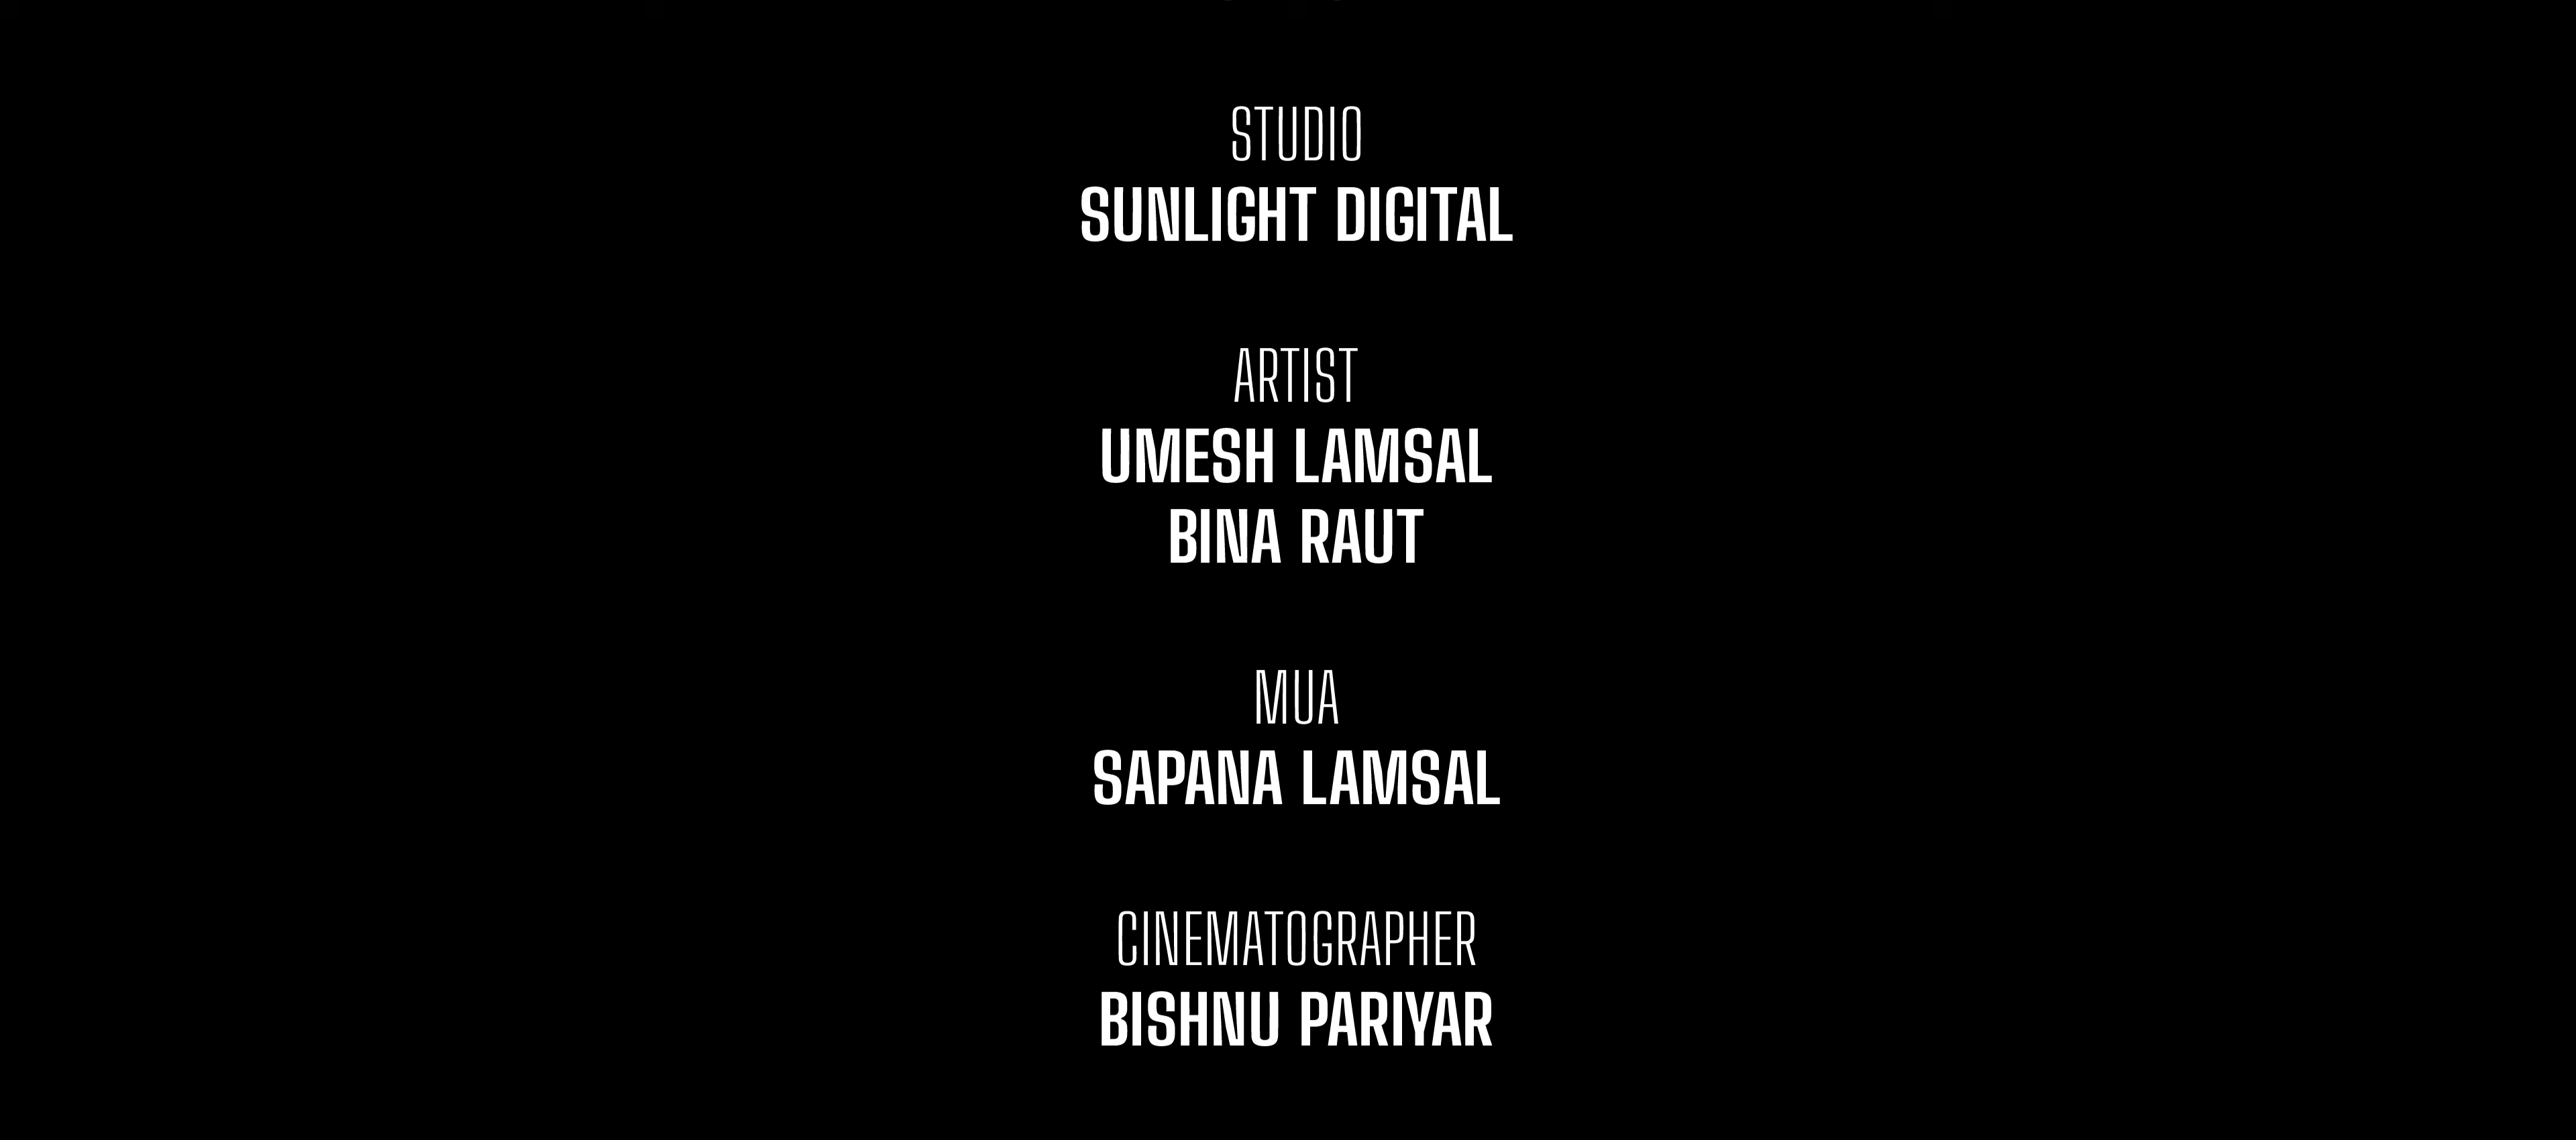 STUDIO
SUNLIGHT DIGITAL
ARTIST
UMESH LAMSAL
BINA RAUT
MUA
SAPANA LAMSAL
CINEMATOGRAPHER
BISHNU PARIYAR